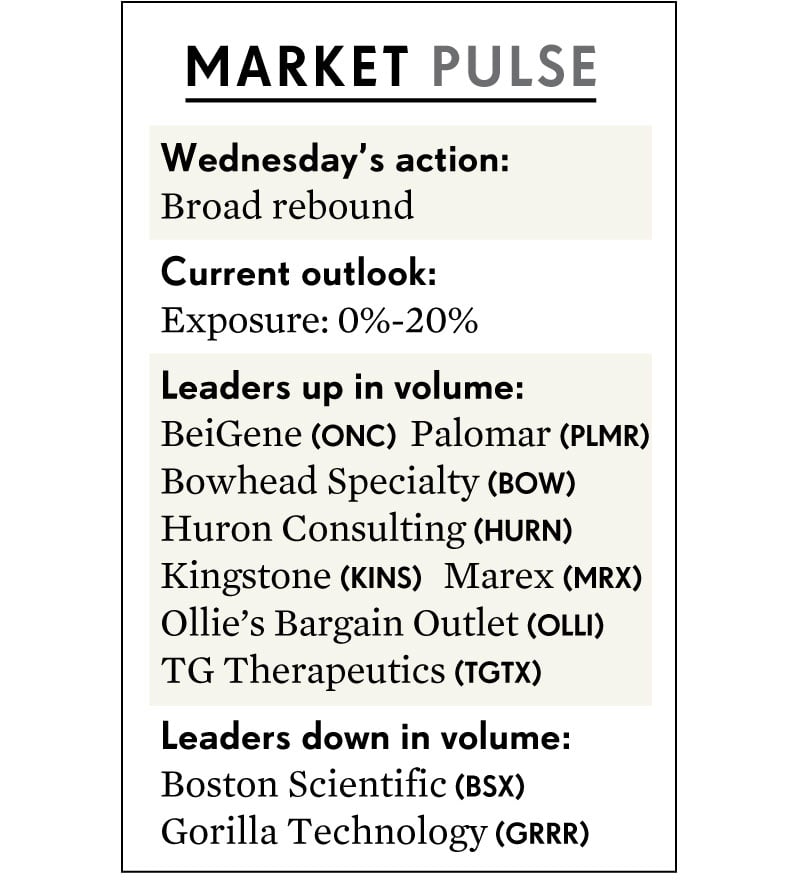 MARKET PULSE
Wednesday’s action:
Broad rebound
Current outlook:
Exposure: 0%-20%
Leaders up in volume:
BeiGene (ONC) Palomar (PLMR)
Bowhead Specialty (BOW)
Huron Consulting (HURN)
Kingstone (KINS) Marex (MRX)
Ollie’s Bargain Outlet (OLLI)
TG Therapeutics (TGTX)
Leaders down in volume:
Boston Scientific (BSX)
Gorilla Technology (GRRR)